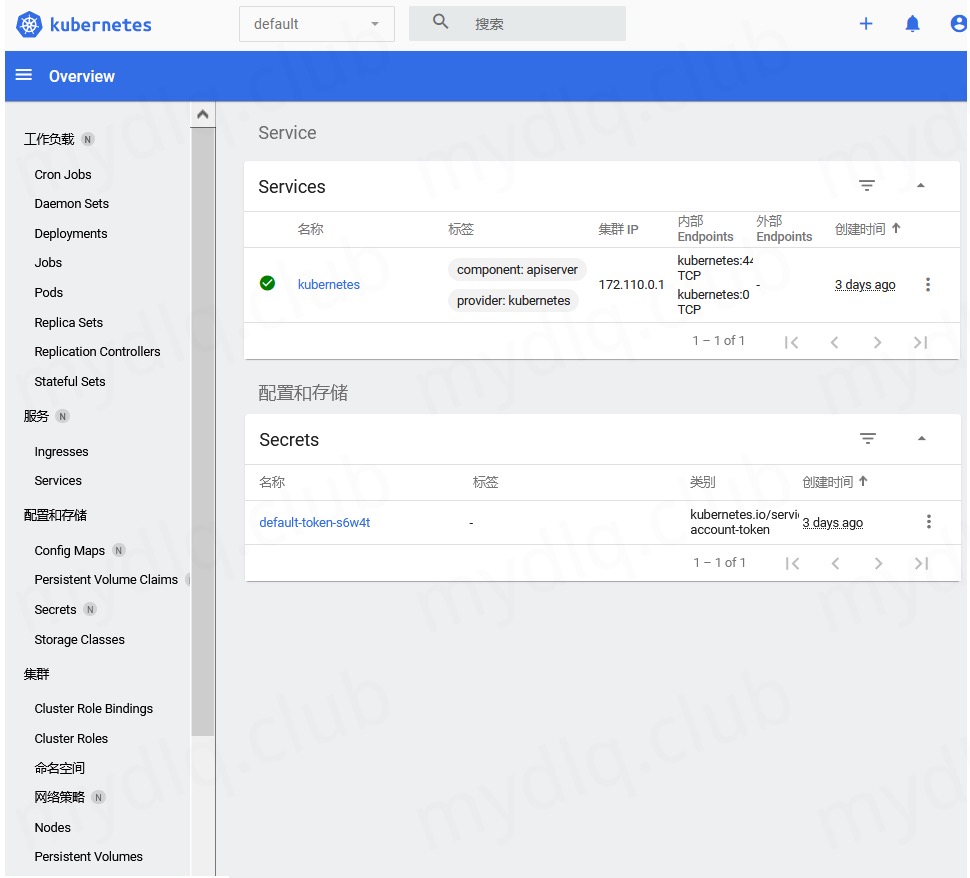 kubernetes
default
搜索
Overview
工作负载 N
Cron Jobs
Daemon Sets
Deployments
Jobs
Pods
Replica Sets
Replication Controllers
Stateful Sets
服务 N
Ingresses
Services
配置和存储
Config Maps N
Persistent Volume Claims
Secrets N
Storage Classes
集群
Cluster Role Bindings
Cluster Roles
命名空间
网络策略 N
Nodes
Persistent Volumes
Service
Services
名称 标签 集群 IP 内部 Endpoints 外部 Endpoints 创建时间
kubernetes
component: apiserver
provider: kubernetes
172.110.0.1
kubernetes:44
TCP
kubernetes:0
TCP
-
3 days ago
1 – 1 of 1
配置和存储
Secrets
名称 标签 类别 创建时间
default-token-s6w4t
-
kubernetes.io/servi
account-token
3 days ago
1 – 1 of 1
mydlq.club